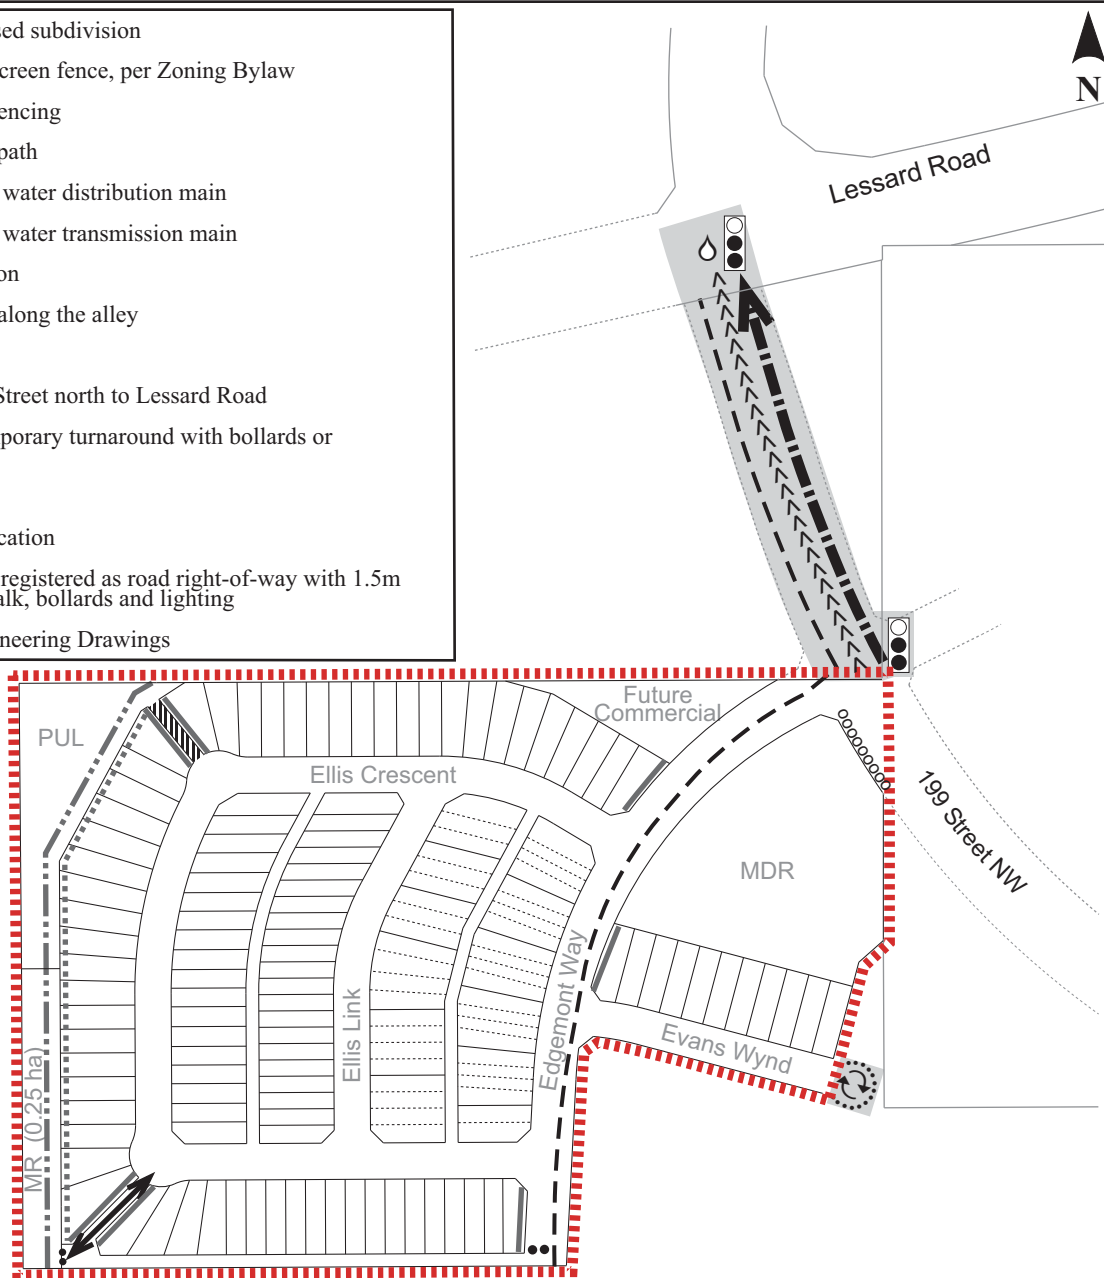 sed subdivision
creen fence, per Zoning Bylaw
encing
path
water distribution main
water transmission main
on
along the alley
Street north to Lessard Road
porary turnaround with bollards or
cation
registered as road right-of-way with 1.5m
alk, bollards and lighting
neering Drawings
N
Lessard Road
Future
Commercial
PUL
Ellis Crescent
199 Street NW
MDR
Edgemont Way
Ellis Link
Evans Wynd
MR (0.25 ha)